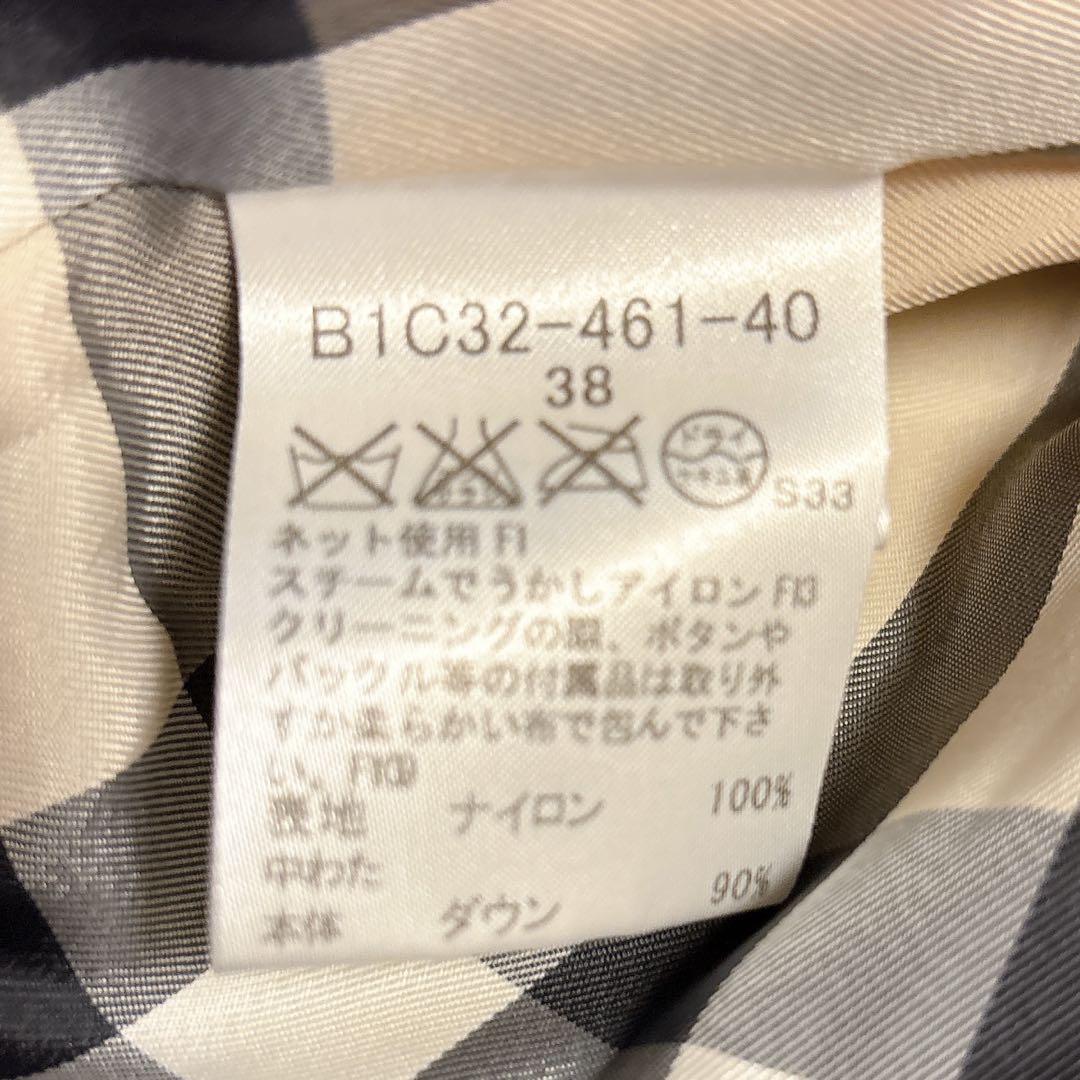 B1C32-461-40
38
ドライ
S33
ネット使用 F1
スチームでうかしアイロン F13
クリーニングの際、ボタンや
バックル等の付属品は取り外
すか柔らかい布で包んで下さ
い。
表地 ナイロン 100%
中わた
本体 ダウン 90%